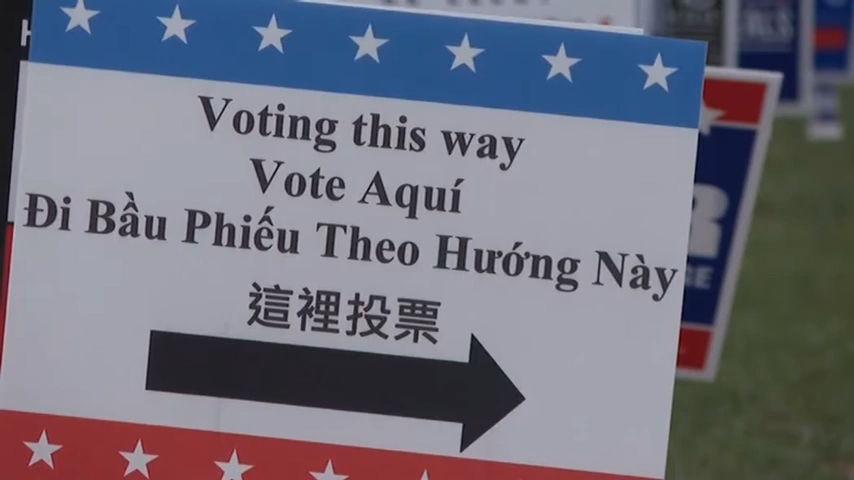 Voting this way
Vote Aquí
Đi Bầu Phiếu Theo Hướng Này
這裡投票